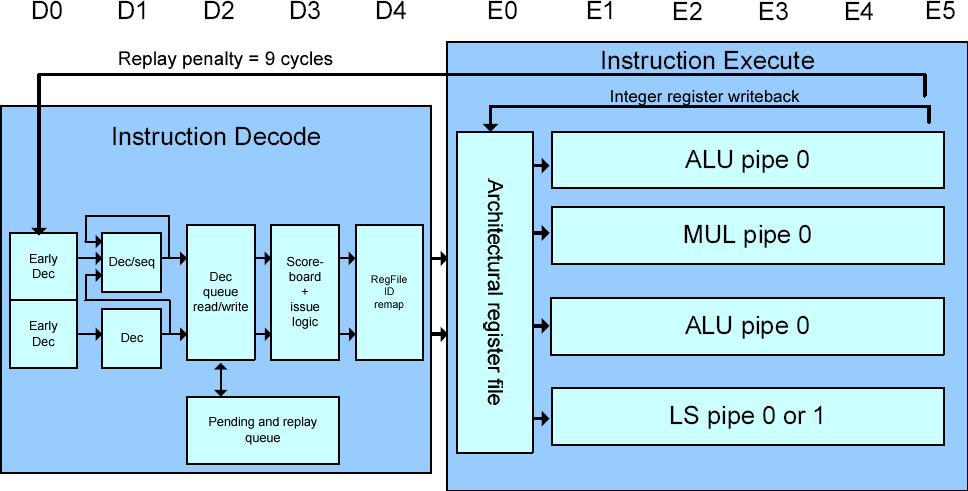 D0 D1 D2 D3 D4 E0 E1 E2 E3 E4 E5
Replay penalty = 9 cycles
Instruction Execute
Integer register writeback
Instruction Decode
Early
Dec
Early
Dec
Dec/seq
Dec
Dec
queue
read/write
Score-
board
+
issue
logic
RegFile
ID
remap
Pending and replay
queue
Architectural register file
ALU pipe 0
MUL pipe 0
ALU pipe 0
LS pipe 0 or 1